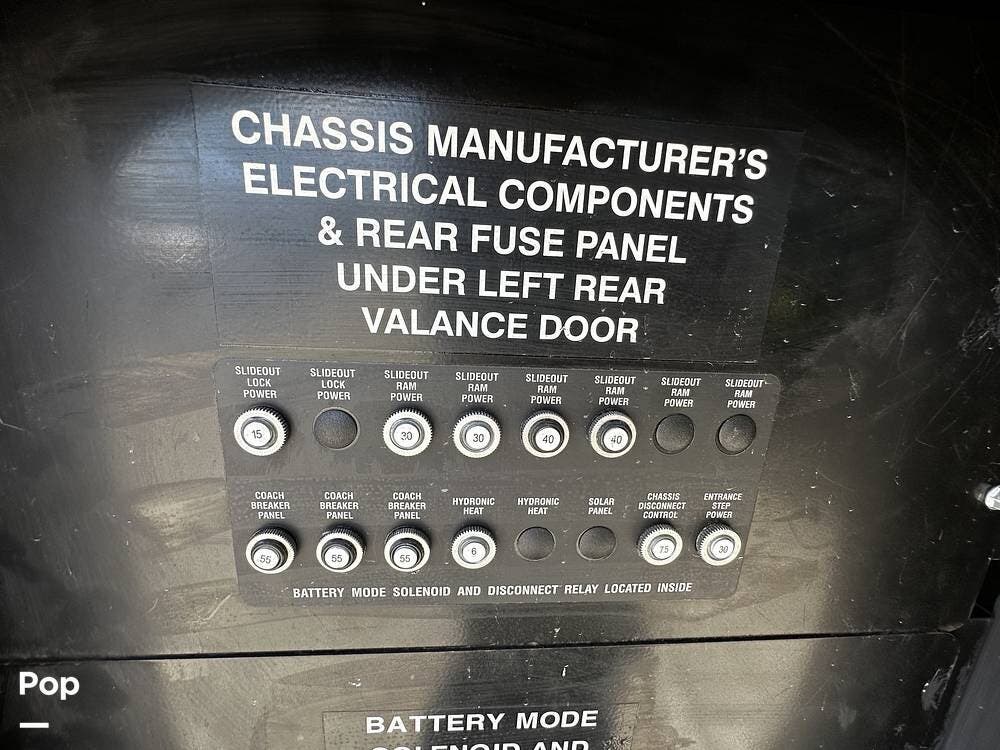 CHASSIS MANUFACTURER'S
ELECTRICAL COMPONENTS
& REAR FUSE PANEL
UNDER LEFT REAR
VALANCE DOOR
SLIDEOUT
LOCK
POWER
SLIDEOUT
LOCK
POWER
SLIDEOUT
RAM
POWER
SLIDEOUT
RAM
POWER
SLIDEOUT
RAM
POWER
SLIDEOUT
RAM
POWER
SLIDEOUT
RAM
POWER
SLIDEOUT
RAM
POWER
15
30
30
40
40
COACH
BREAKER
PANEL
COACH
BREAKER
PANEL
COACH
BREAKER
PANEL
HYDRONIC
HEAT
HYDRONIC
HEAT
SOLAR
PANEL
CHASSIS
DISCONNECT
CONTROL
ENTRANCE
STEP
POWER
55
55
55
6
7.5
30
BATTERY MODE SOLENOID AND DISCONNECT RELAY LOCATED INSIDE
BATTERY MODE
SOLENOID AND
Pop